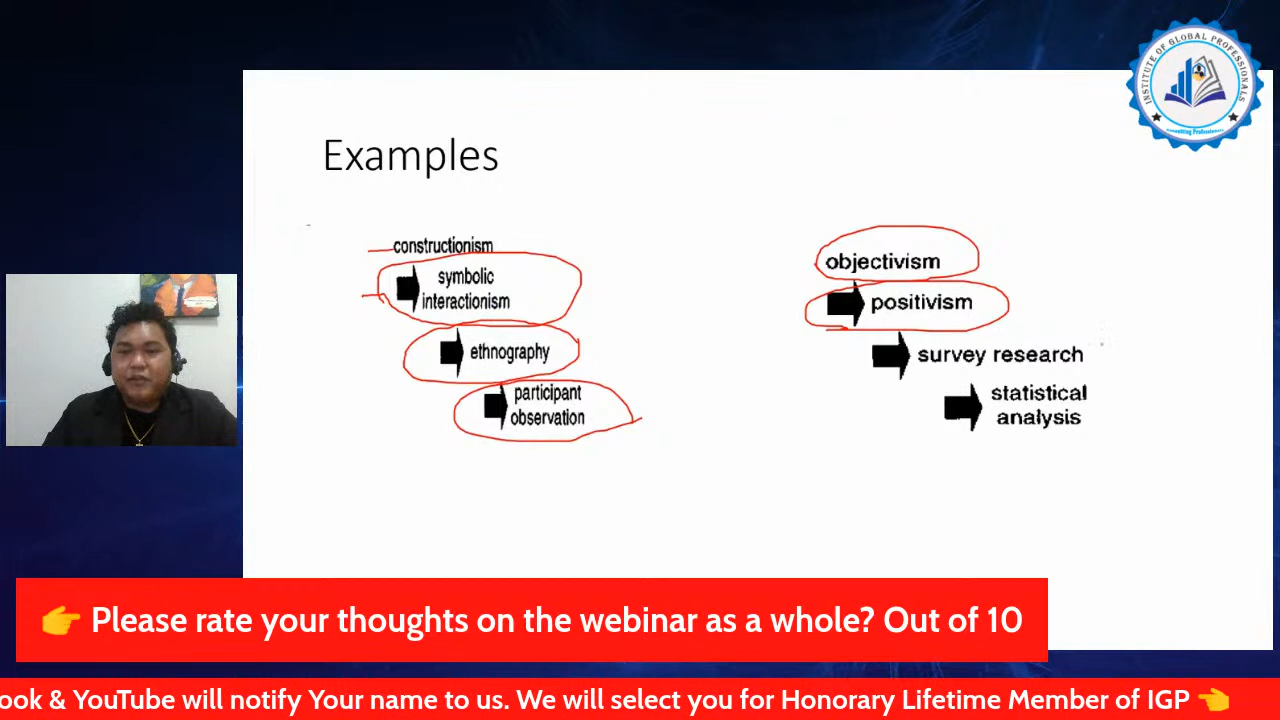 INSTITUTE OF GLOBAL PROFESSIONALS
Connecting Professionals
Examples
constructionism
symbolic
interactionism
ethnography
participant
observation
objectivism
positivism
survey research
statistical
analysis
👉 Please rate your thoughts on the webinar as a whole? Out of 10
ook & YouTube will notify Your name to us. We will select you for Honorary Lifetime Member of IGP 👈